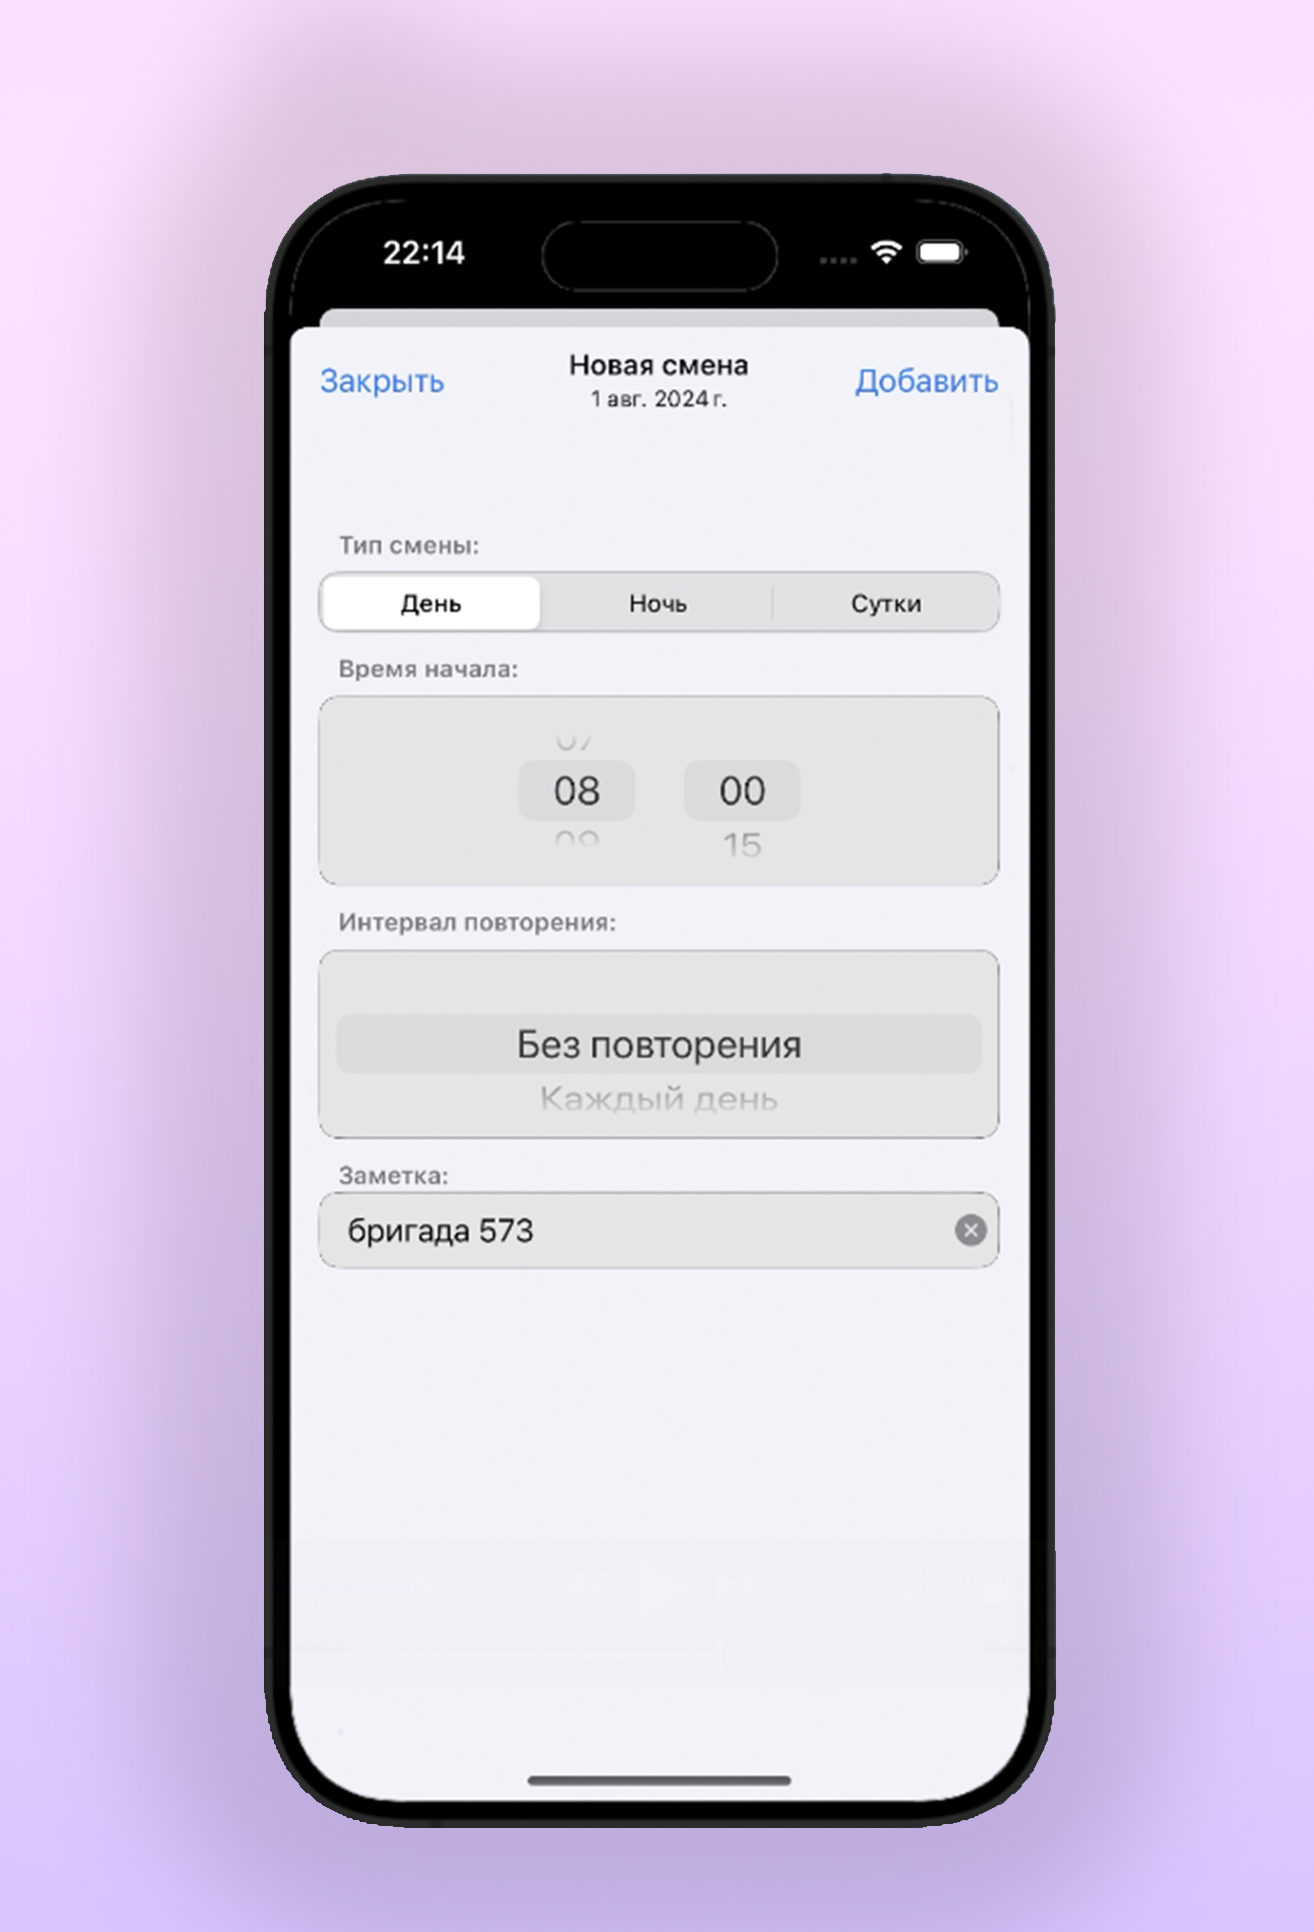 22:14
Закрыть
Новая смена
Добавить
1 авг. 2024 г.
Тип смены:
День Ночь Сутки
Время начала:
07
08 00
09 15
Интервал повторения:
Без повторения
Каждый день
Заметка:
бригада 573